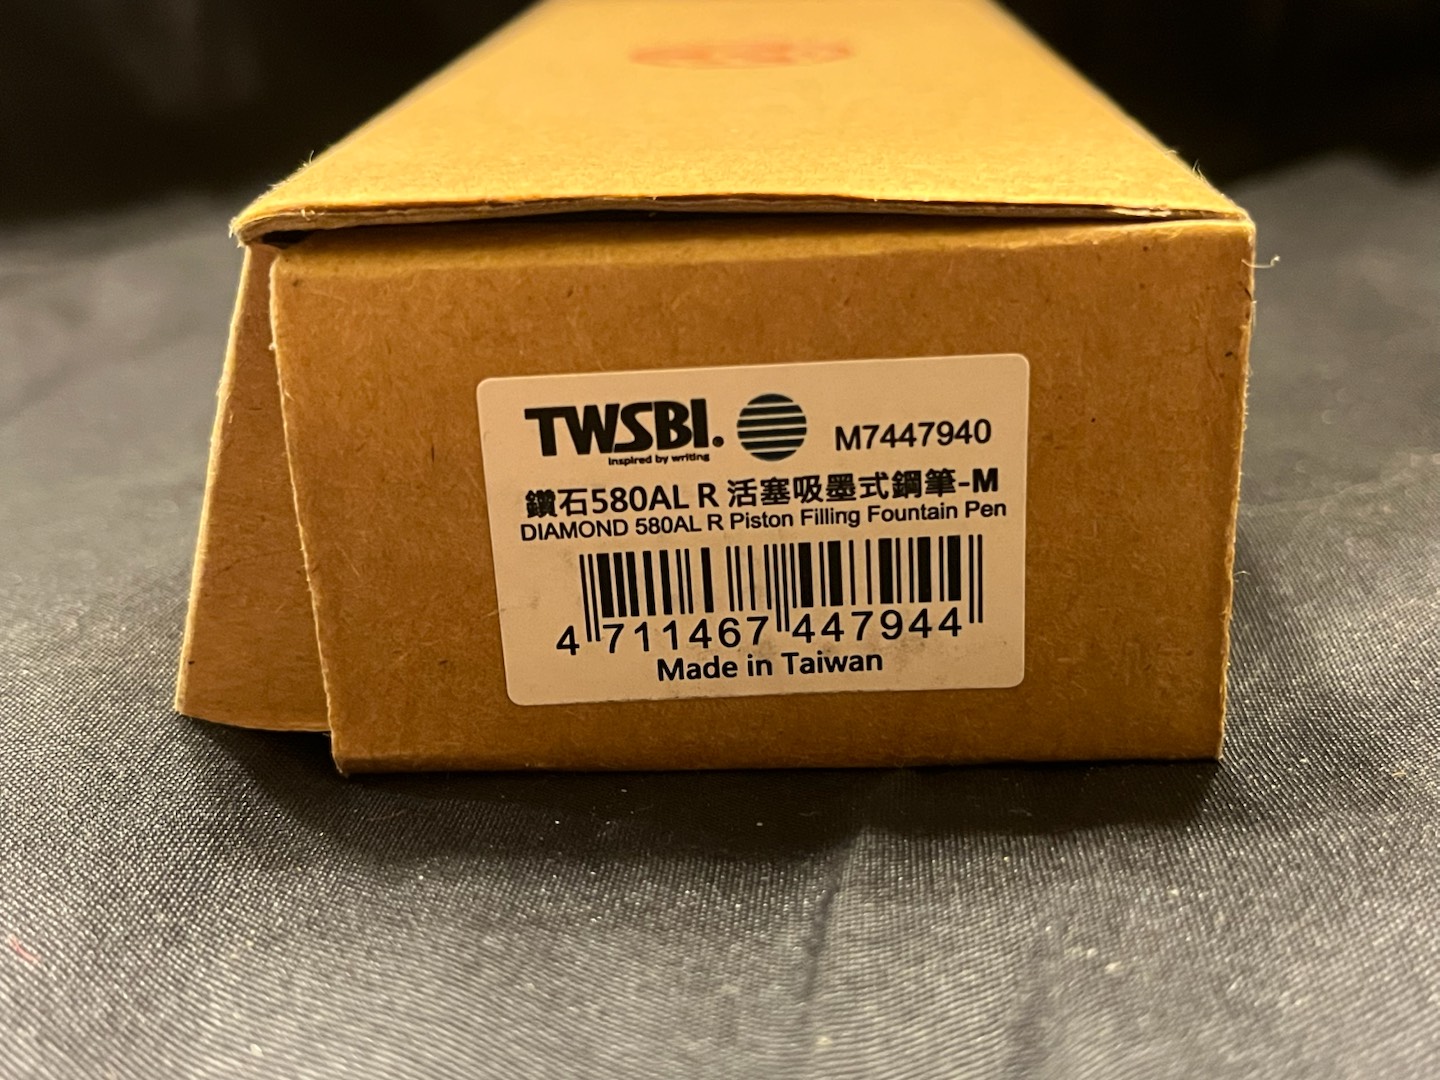 TWSBI.
Inspired by writing
M7447940
鑽石580AL R 活塞吸墨式鋼筆-M
DIAMOND 580AL R Piston Filling Fountain Pen
4 711467 447944
Made in Taiwan